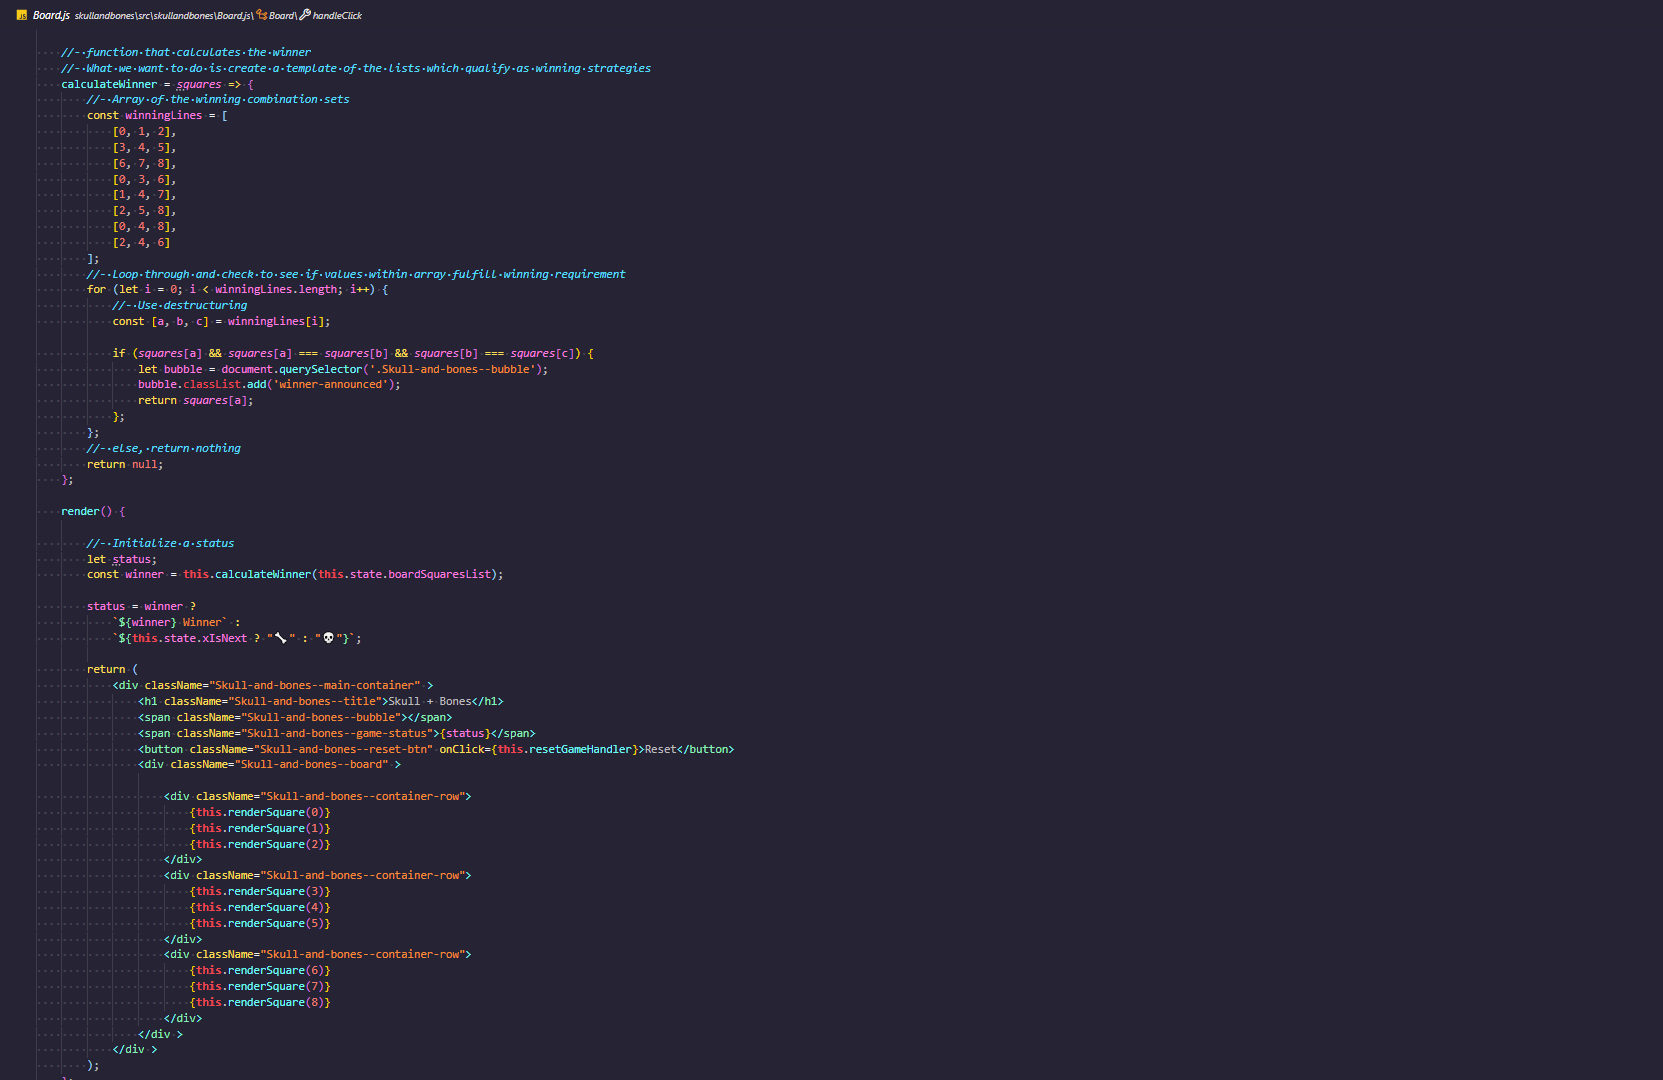 Board.js skullandbones\src\skullandbones\Board.js\ Board\ handleClick
//- function that calculates the winner
//- What we want to do is create a template of the lists which qualify as winning strategies
calculateWinner = squares => {
//- Array of the winning combination sets
const winningLines = [
[0, 1, 2],
[3, 4, 5],
[6, 7, 8],
[0, 3, 6],
[1, 4, 7],
[2, 5, 8],
[0, 4, 8],
[2, 4, 6]
];
//- Loop through and check to see if values within array fulfill winning requirement
for (let i = 0; i < winningLines.length; i++) {
//- Use destructuring
const [a, b, c] = winningLines[i];
if (squares[a] && squares[a] === squares[b] && squares[b] === squares[c]) {
let bubble = document.querySelector('.Skull-and-bones--bubble');
bubble.classList.add('winner-announced');
return squares[a];
};
};
//- else, return nothing
return null;
};
render() {
//- Initialize a status
let status;
const winner = this.calculateWinner(this.state.boardSquaresList);
status = winner ?
`${winner} Winner` :
`${this.state.xIsNext ? "🦴" : "💀"}`;
return (
<div className="Skull-and-bones--main-container" >
<h1 className="Skull-and-bones--title">Skull + Bones</h1>
<span className="Skull-and-bones--bubble"></span>
<span className="Skull-and-bones--game-status">{status}</span>
<button className="Skull-and-bones--reset-btn" onClick={this.resetGameHandler}>Reset</button>
<div className="Skull-and-bones--board" >
<div className="Skull-and-bones--container-row">
{this.renderSquare(0)}
{this.renderSquare(1)}
{this.renderSquare(2)}
</div>
<div className="Skull-and-bones--container-row">
{this.renderSquare(3)}
{this.renderSquare(4)}
{this.renderSquare(5)}
</div>
<div className="Skull-and-bones--container-row">
{this.renderSquare(6)}
{this.renderSquare(7)}
{this.renderSquare(8)}
</div>
</div >
</div >
);